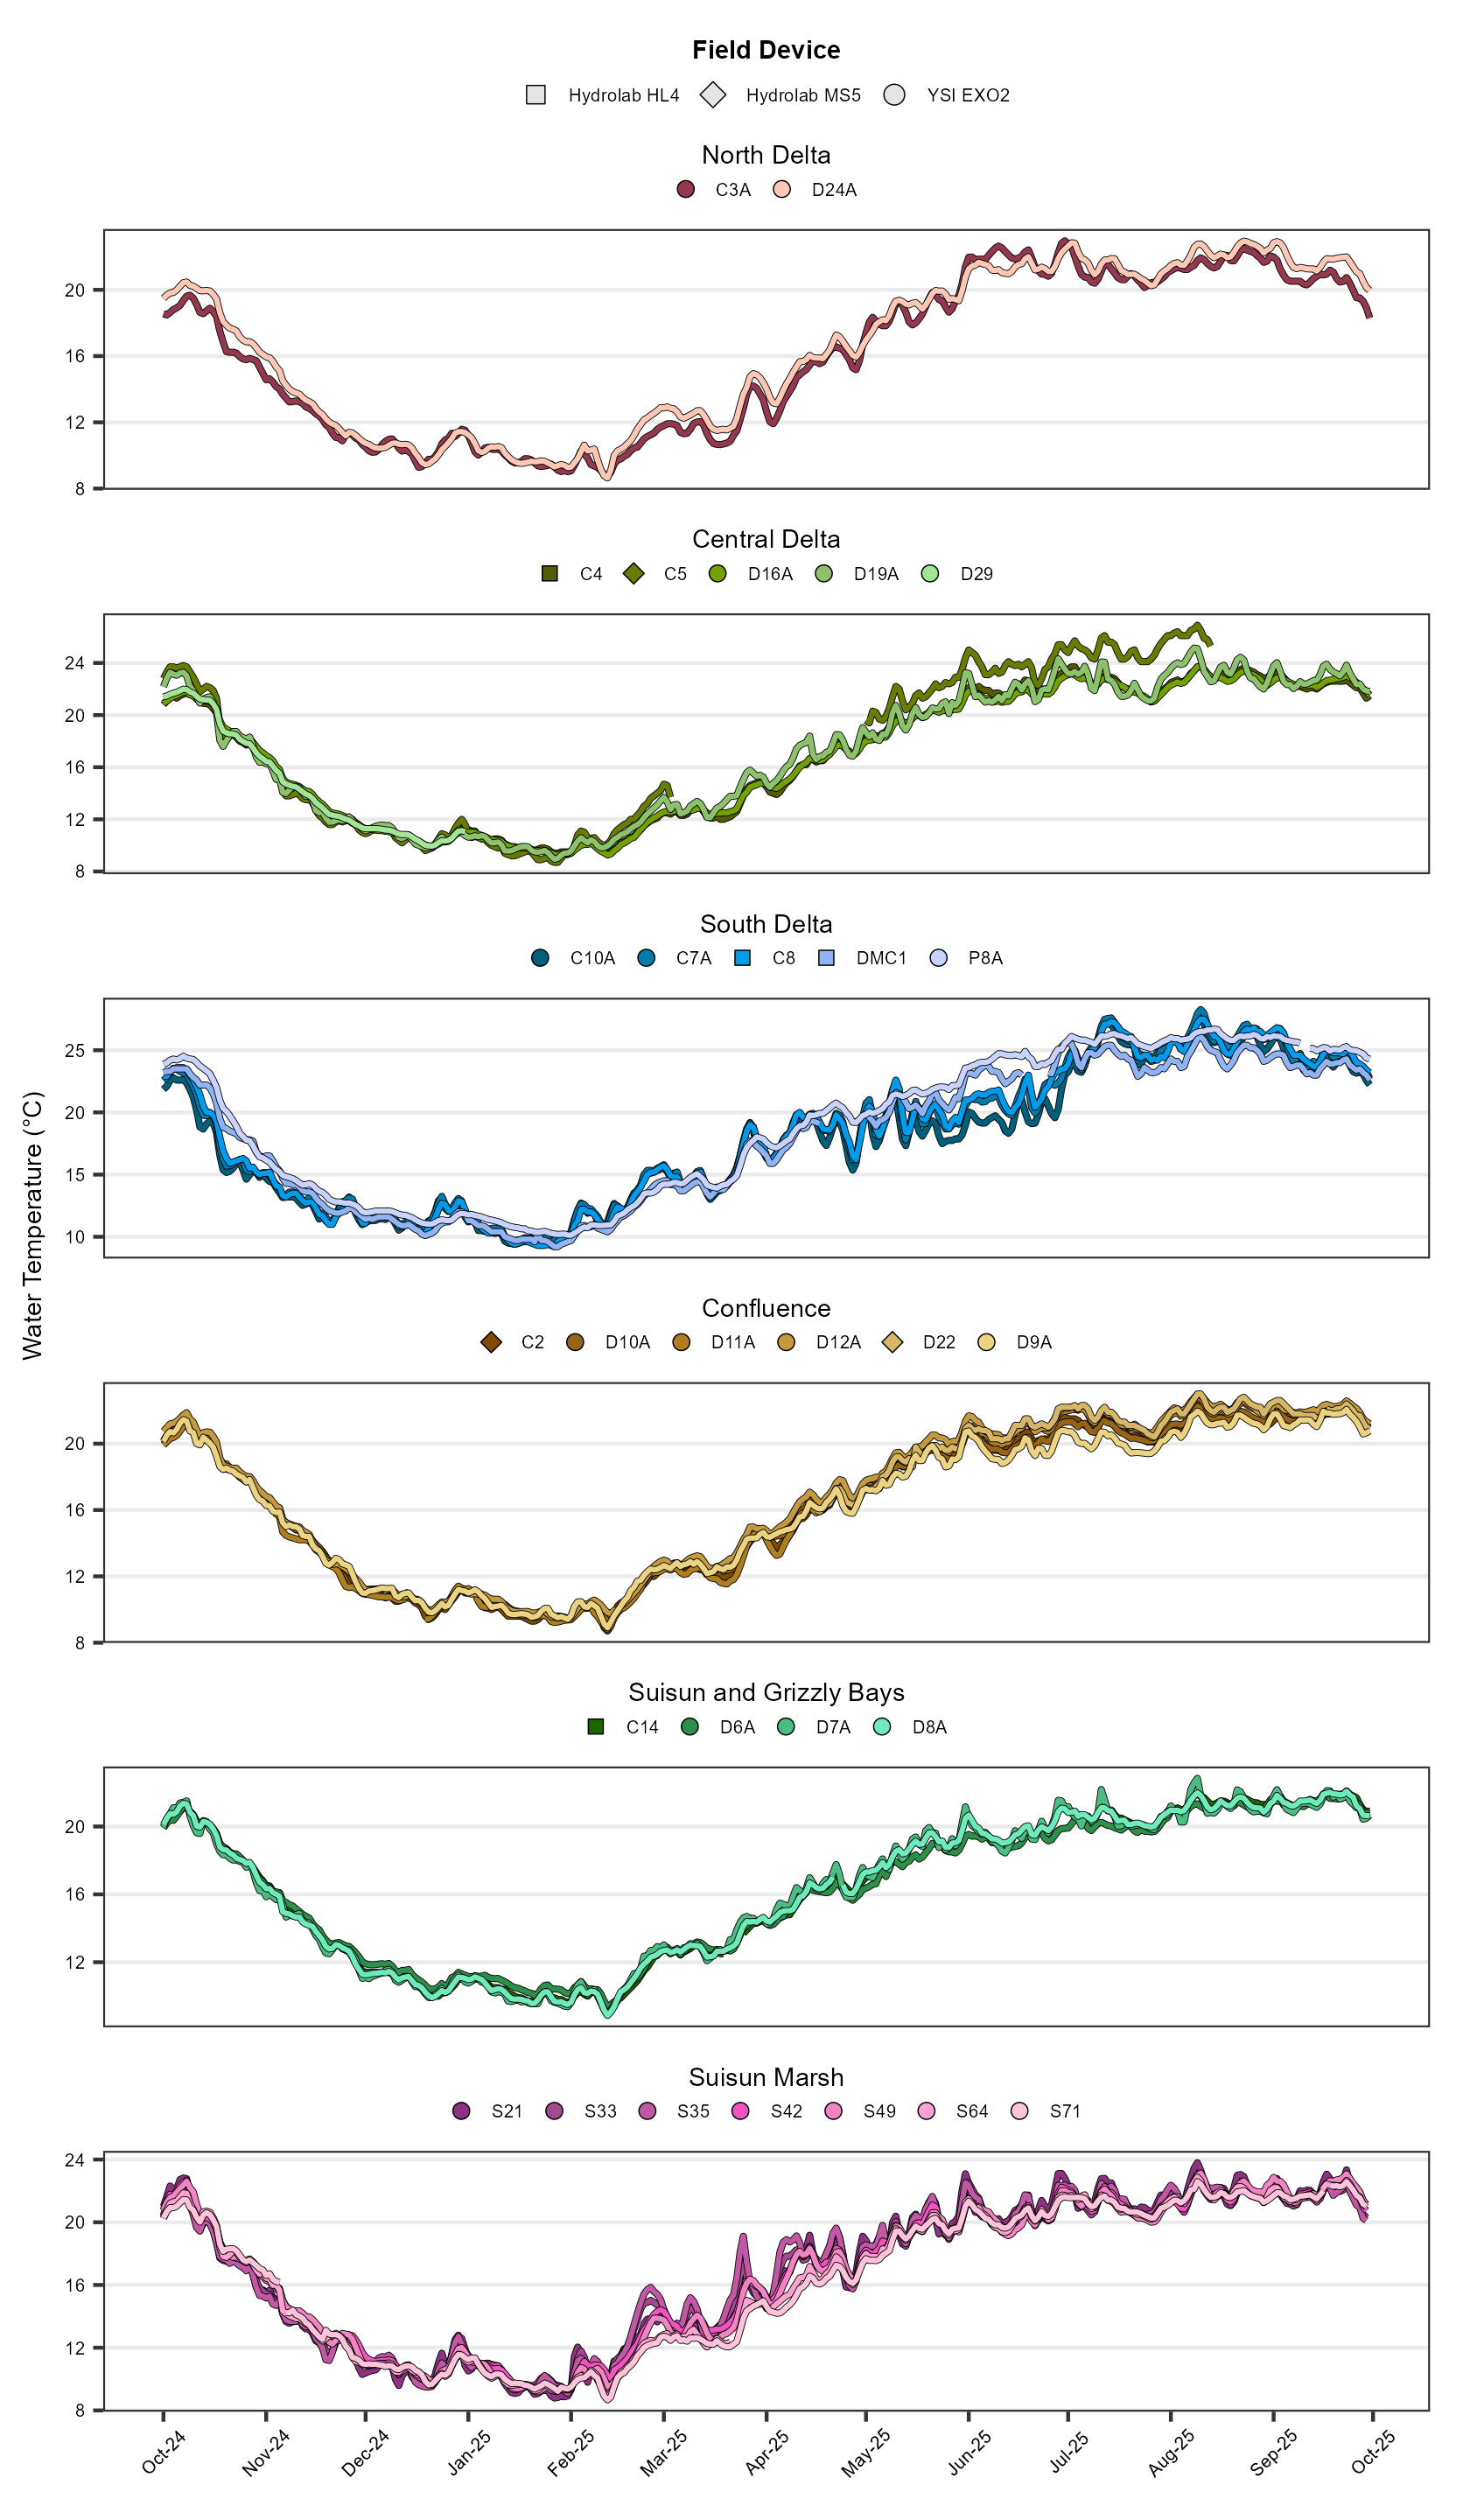 Field Device
Hydrolab HL4 Hydrolab MS5 YSI EXO2
North Delta
C3A D24A
20
16
12
8
Central Delta
C4 C5 D16A D19A D29
24
20
16
12
8
South Delta
C10A C7A C8 DMC1 P8A
25
20
15
10
Water Temperature (°C)
Confluence
C2 D10A D11A D12A D22 D9A
20
16
12
8
Suisun and Grizzly Bays
C14 D6A D7A D8A
20
16
12
Suisun Marsh
S21 S33 S35 S42 S49 S64 S71
24
20
16
12
8
Oct-24 Nov-24 Dec-24 Jan-25 Feb-25 Mar-25 Apr-25 May-25 Jun-25 Jul-25 Aug-25 Sep-25 Oct-25